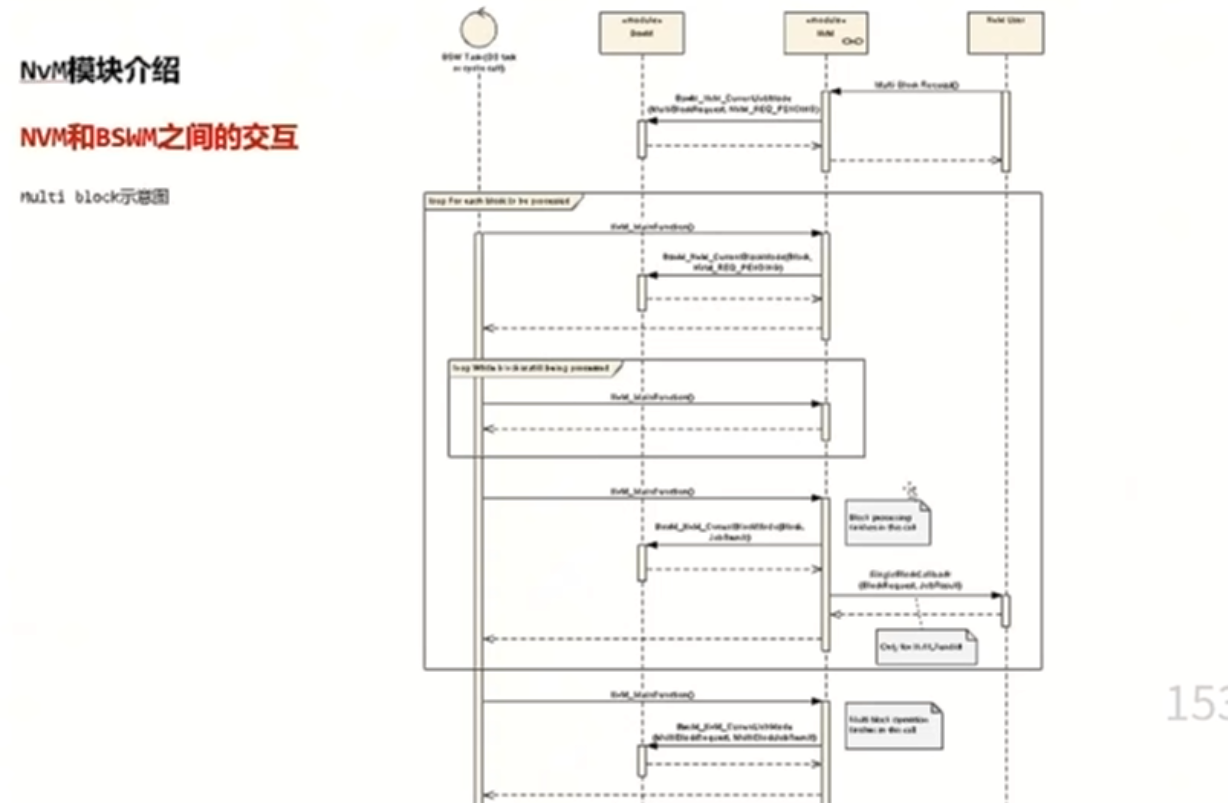 NvM模块介绍
NVM和BSWM之间的交互
Multi block示意图
«module»
BswM
«module»
NvM
NvM User
BSW Task (OS task
or cyclic call)
Multi Block Request()
BswM_NvM_CurrentJobMode
(MultiBlockRequest, NVM_REQ_PENDING)
loop For each block to be processed
NvM_MainFunction()
BswM_NvM_CurrentBlockMode(Block,
NVM_REQ_PENDING)
loop While block is still being processed
NvM_MainFunction()
NvM_MainFunction()
Block processing
finishes in this call
BswM_NvM_CurrentBlockMode(Block,
JobResult)
SingleBlockCallback
(BlockRequest, JobResult)
Only for
NvM_MainFunction()
Multi block operation
finishes in this call
BswM_NvM_CurrentJobMode
(MultiBlockRequest, MultiBlockJobResult)
153